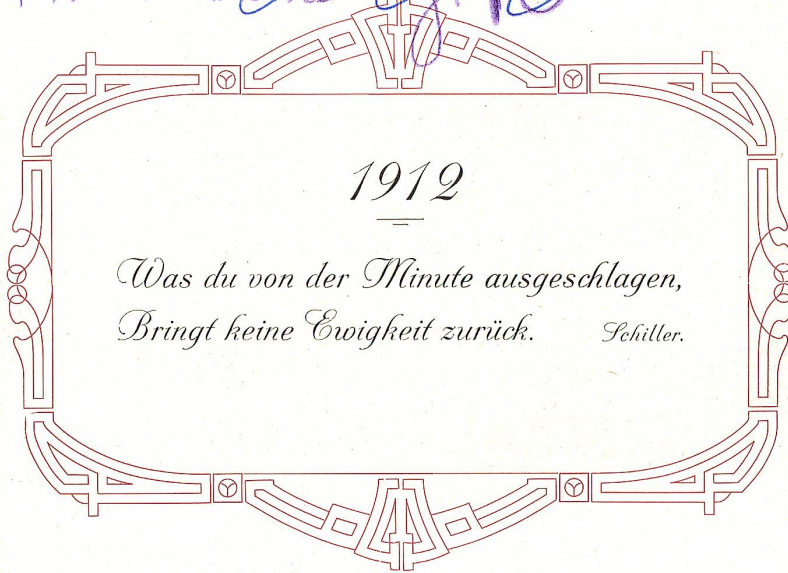 1912
Was du von der Minute ausgeschlagen,
Bringt keine Ewigkeit zurück. Schiller.